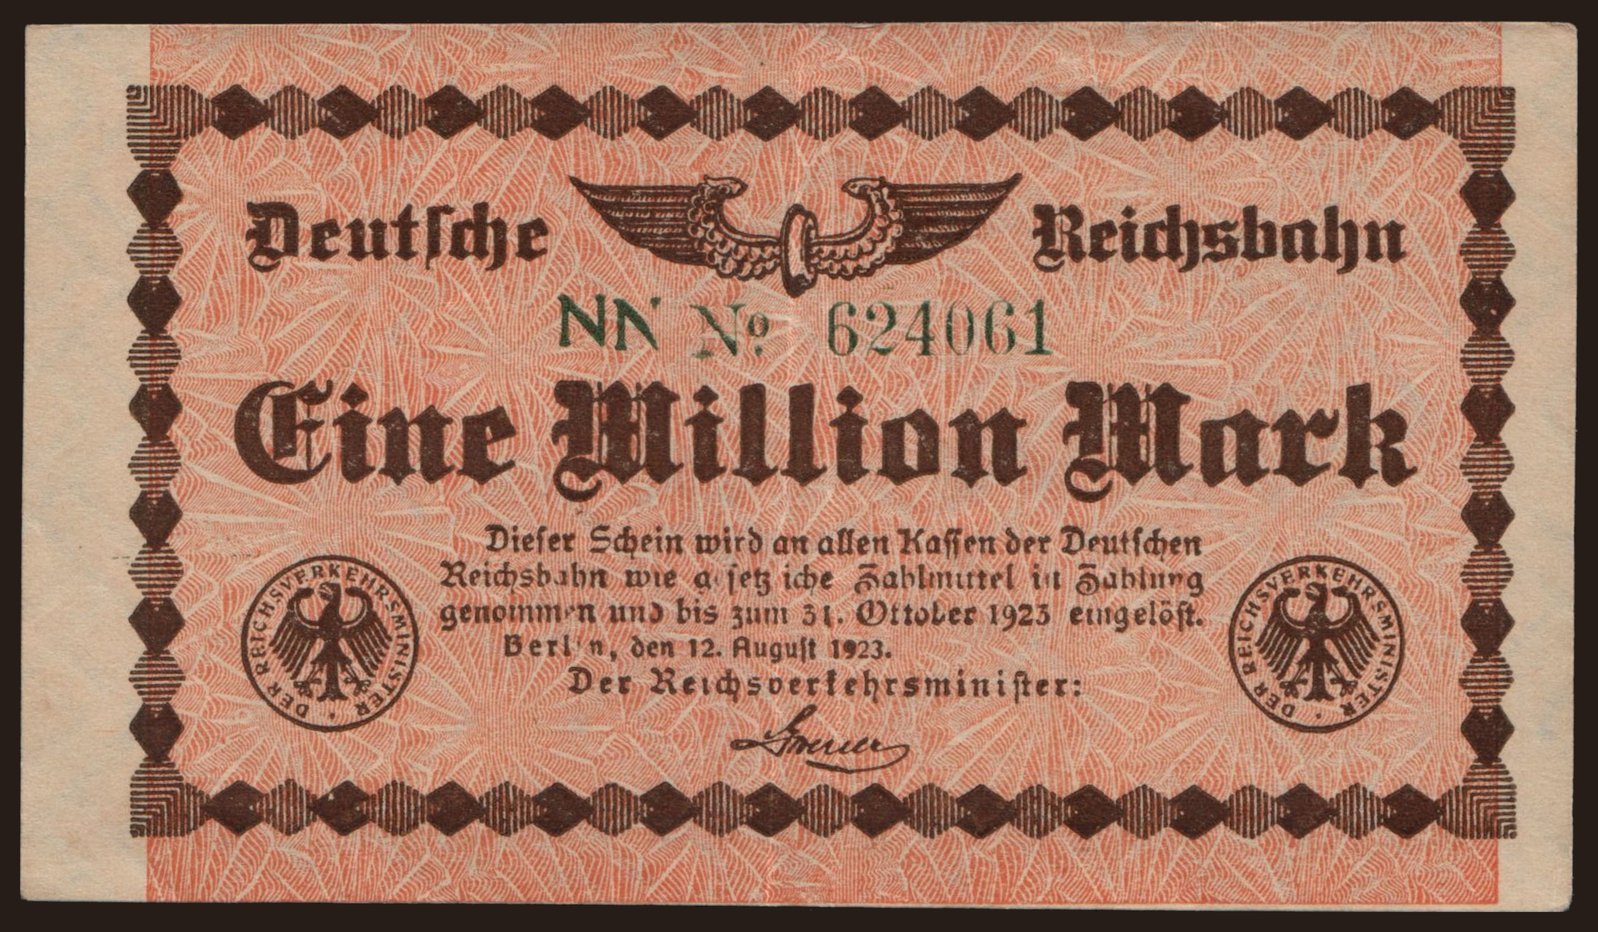 Deutsche Reichsbahn
NN No 624061
Eine Million Mark
Dieser Schein wird an allen Kassen der Deutschen
Reichsbahn wie gesetzliche Zahlmittel in Zahlung
genommen und bis zum 31. Oktober 1923 eingelöst.
Berlin, den 12. August 1923.
Der Reichsverkehrsminister:
DER REICHSVERKEHRSMINISTER
DER REICHSVERKEHRSMINISTER